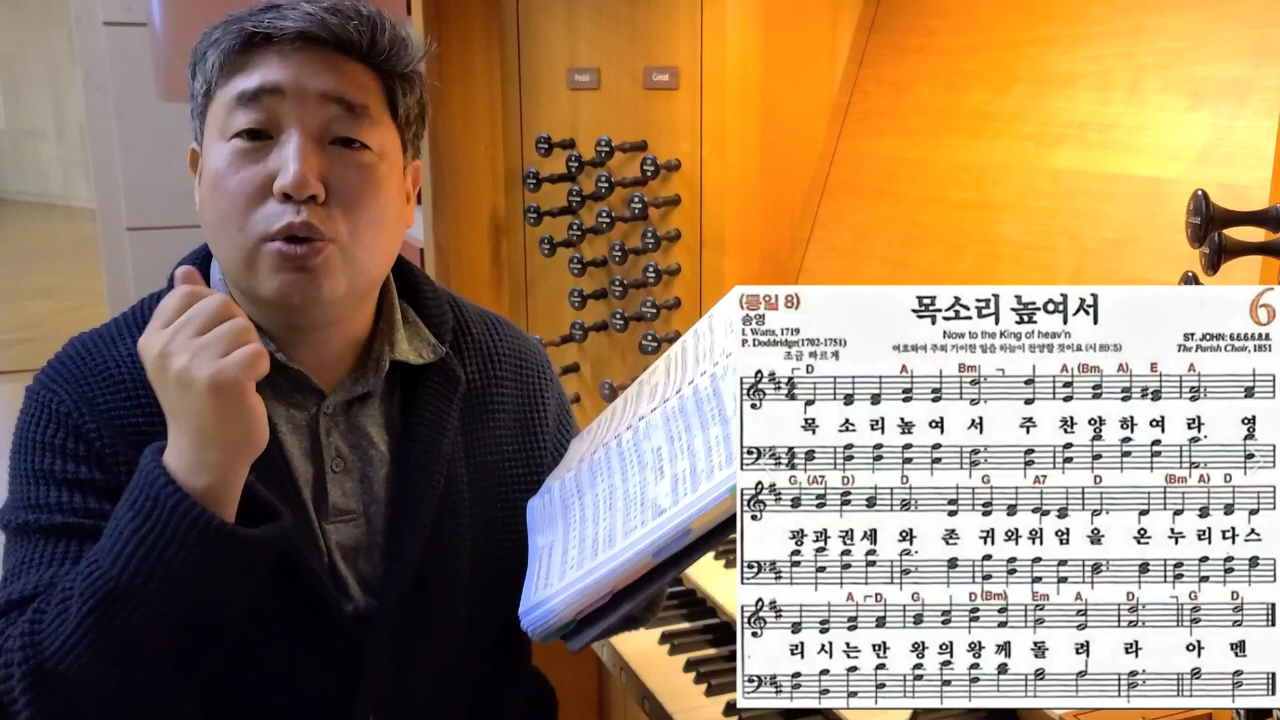 Pedal
Great
(통일 8)
송영
I. Watts, 1719
P. Doddridge(1702-1751)
조금 빠르게
목소리 높여서
Now to the King of heav'n
여호와여 주의 기이한 일을 하늘이 찬양할 것이요 (시 89:5)
6
ST. JOHN: 6.6.6.6.8.8.
The Parish Choir, 1851
D A Bm A (Bm A) E A
목 소 리 높 여 서 주 찬 양 하 여 라 영
G (A7 D) D G A7 D (Bm A) D
광 과 권 세 와 존 귀 와 위 엄 을 온 누 리 다 스
A D G D (Bm) Em A D G D
리 시 는 만 왕 의 왕 께 돌 려 라 아 멘